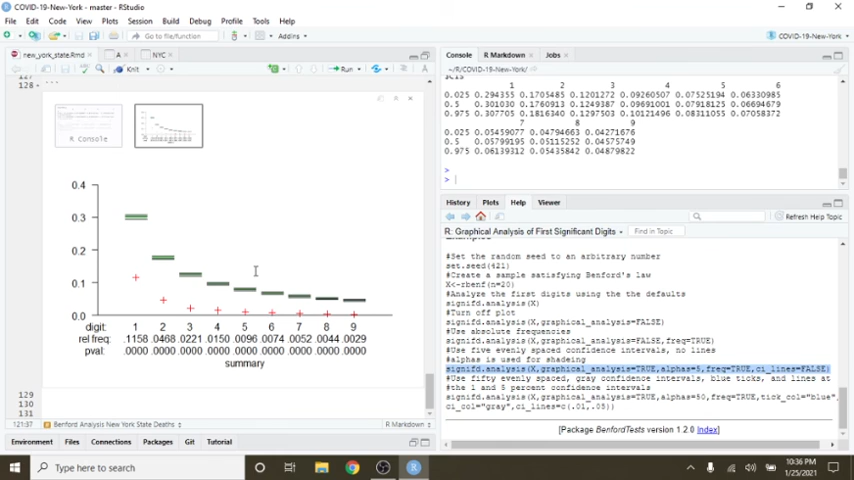 COVID-19-New-York - master - RStudio
File Edit Code View Plots Session Build Debug Profile Tools Help
Go to file/function
Addins
COVID-19-New-York
new_york_state.Rmd
A
NYC
Knit
Run
127
128
R Console
0.4
0.3
0.2
0.1
0.0
digit: 1 2 3 4 5 6 7 8 9
rel freq: .1158 .0468 .0221 .0150 .0096 .0074 .0052 .0044 .0029
pval: .0000 .0000 .0000 .0000 .0000 .0000 .0000 .0000 .0000
summary
129
130
131
121:37 Benford Analysis New York State Deaths R Markdown
Environment Files Connections Packages Git Tutorial
Console R Markdown Jobs
~/R/COVID-19-New-York/
$CIs
1 2 3 4 5 6
0.025 0.294355 0.1705485 0.1201272 0.09260507 0.07525194 0.06330985
0.5 0.301030 0.1760913 0.1249387 0.09691001 0.07918125 0.06694679
0.975 0.307705 0.1816340 0.1297503 0.10121496 0.08311055 0.07058372
7 8 9
0.025 0.05459077 0.04794663 0.04271676
0.5 0.05799195 0.05115252 0.04575749
0.975 0.06139312 0.05435842 0.04879822
>
>
History Plots Help Viewer
Refresh Help Topic
R: Graphical Analysis of First Significant Digits Find in Topic
Examples
#Set the random seed to an arbitrary number
set.seed(421)
#Create a sample satisfying Benford's law
X<-rbenf(n=20)
#Analyze the first digits using the the defaults
signifd.analysis(X)
#Turn off plot
signifd.analysis(X,graphical_analysis=FALSE)
#Use absolute frequencies
signifd.analysis(X,graphical_analysis=FALSE,freq=TRUE)
#Use five evenly spaced confidence intervals, no lines
#alphas is used for shadeing
signifd.analysis(X,graphical_analysis=TRUE,alphas=5,freq=TRUE,ci_lines=FALSE)
#Use fifty evenly spaced, gray confidence intervals, blue ticks, and lines at
#the 1 and 5 percent confidence intervals
signifd.analysis(X,graphical_analysis=TRUE,alphas=50,freq=TRUE,tick_col="blue",
ci_col="gray",ci_lines=c(.01,.05))
[Package BenfordTests version 1.2.0 Index]
Type here to search
10:36 PM
1/25/2021